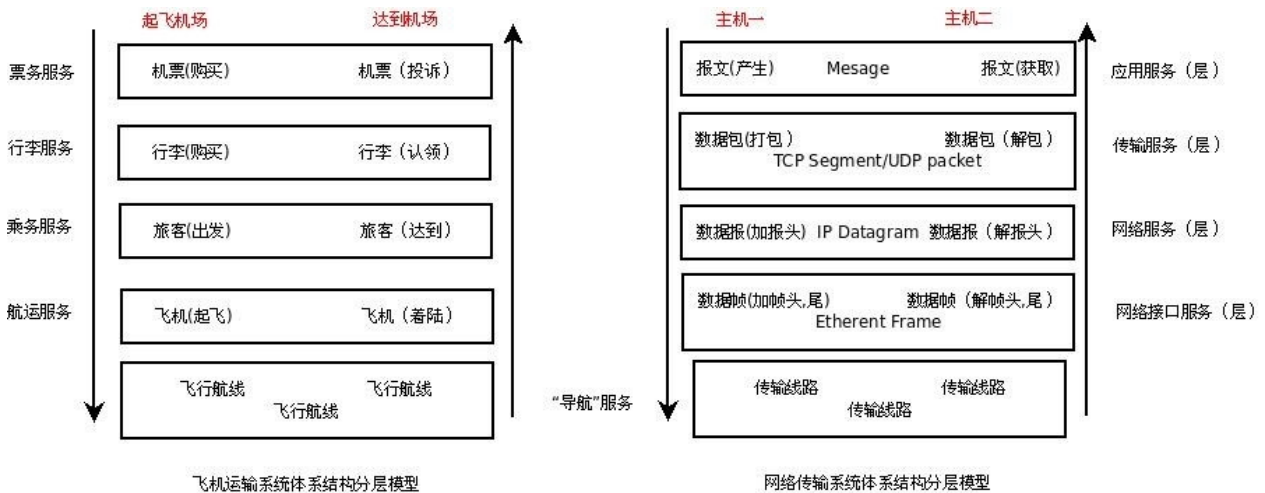 起飞机场 达到机场
票务服务 机票(购买) 机票（投诉）
行李服务 行李(购买) 行李（认领）
乘务服务 旅客(出发) 旅客（达到）
航运服务 飞机(起飞) 飞机（着陆）
飞行航线 飞行航线
飞行航线
飞机运输系统体系结构分层模型
主机一 主机二
报文(产生) Mesage 报文(获取) 应用服务（层）
数据包(打包） 数据包（解包） 传输服务（层）
TCP Segment/UDP packet
数据报(加报头) IP Datagram 数据报（解报头） 网络服务（层）
数据帧(加帧头,尾) 数据帧（解帧头,尾） 网络接口服务（层）
Etherent Frame
“导航”服务 传输线路 传输线路
传输线路
网络传输系统体系结构分层模型